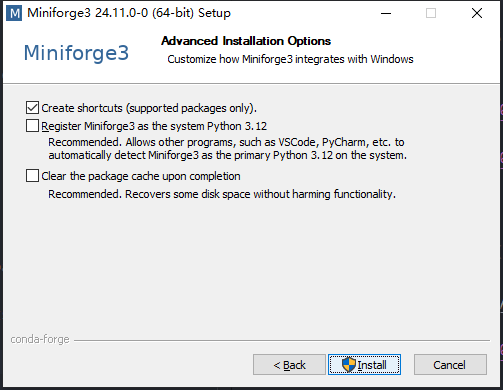 M Miniforge3 24.11.0-0 (64-bit) Setup
Miniforge3
Advanced Installation Options
Customize how Miniforge3 integrates with Windows
Create shortcuts (supported packages only).
Register Miniforge3 as the system Python 3.12
Recommended. Allows other programs, such as VSCode, PyCharm, etc. to
automatically detect Miniforge3 as the primary Python 3.12 on the system.
Clear the package cache upon completion
Recommended. Recovers some disk space without harming functionality.
conda-forge
< Back
Install
Cancel